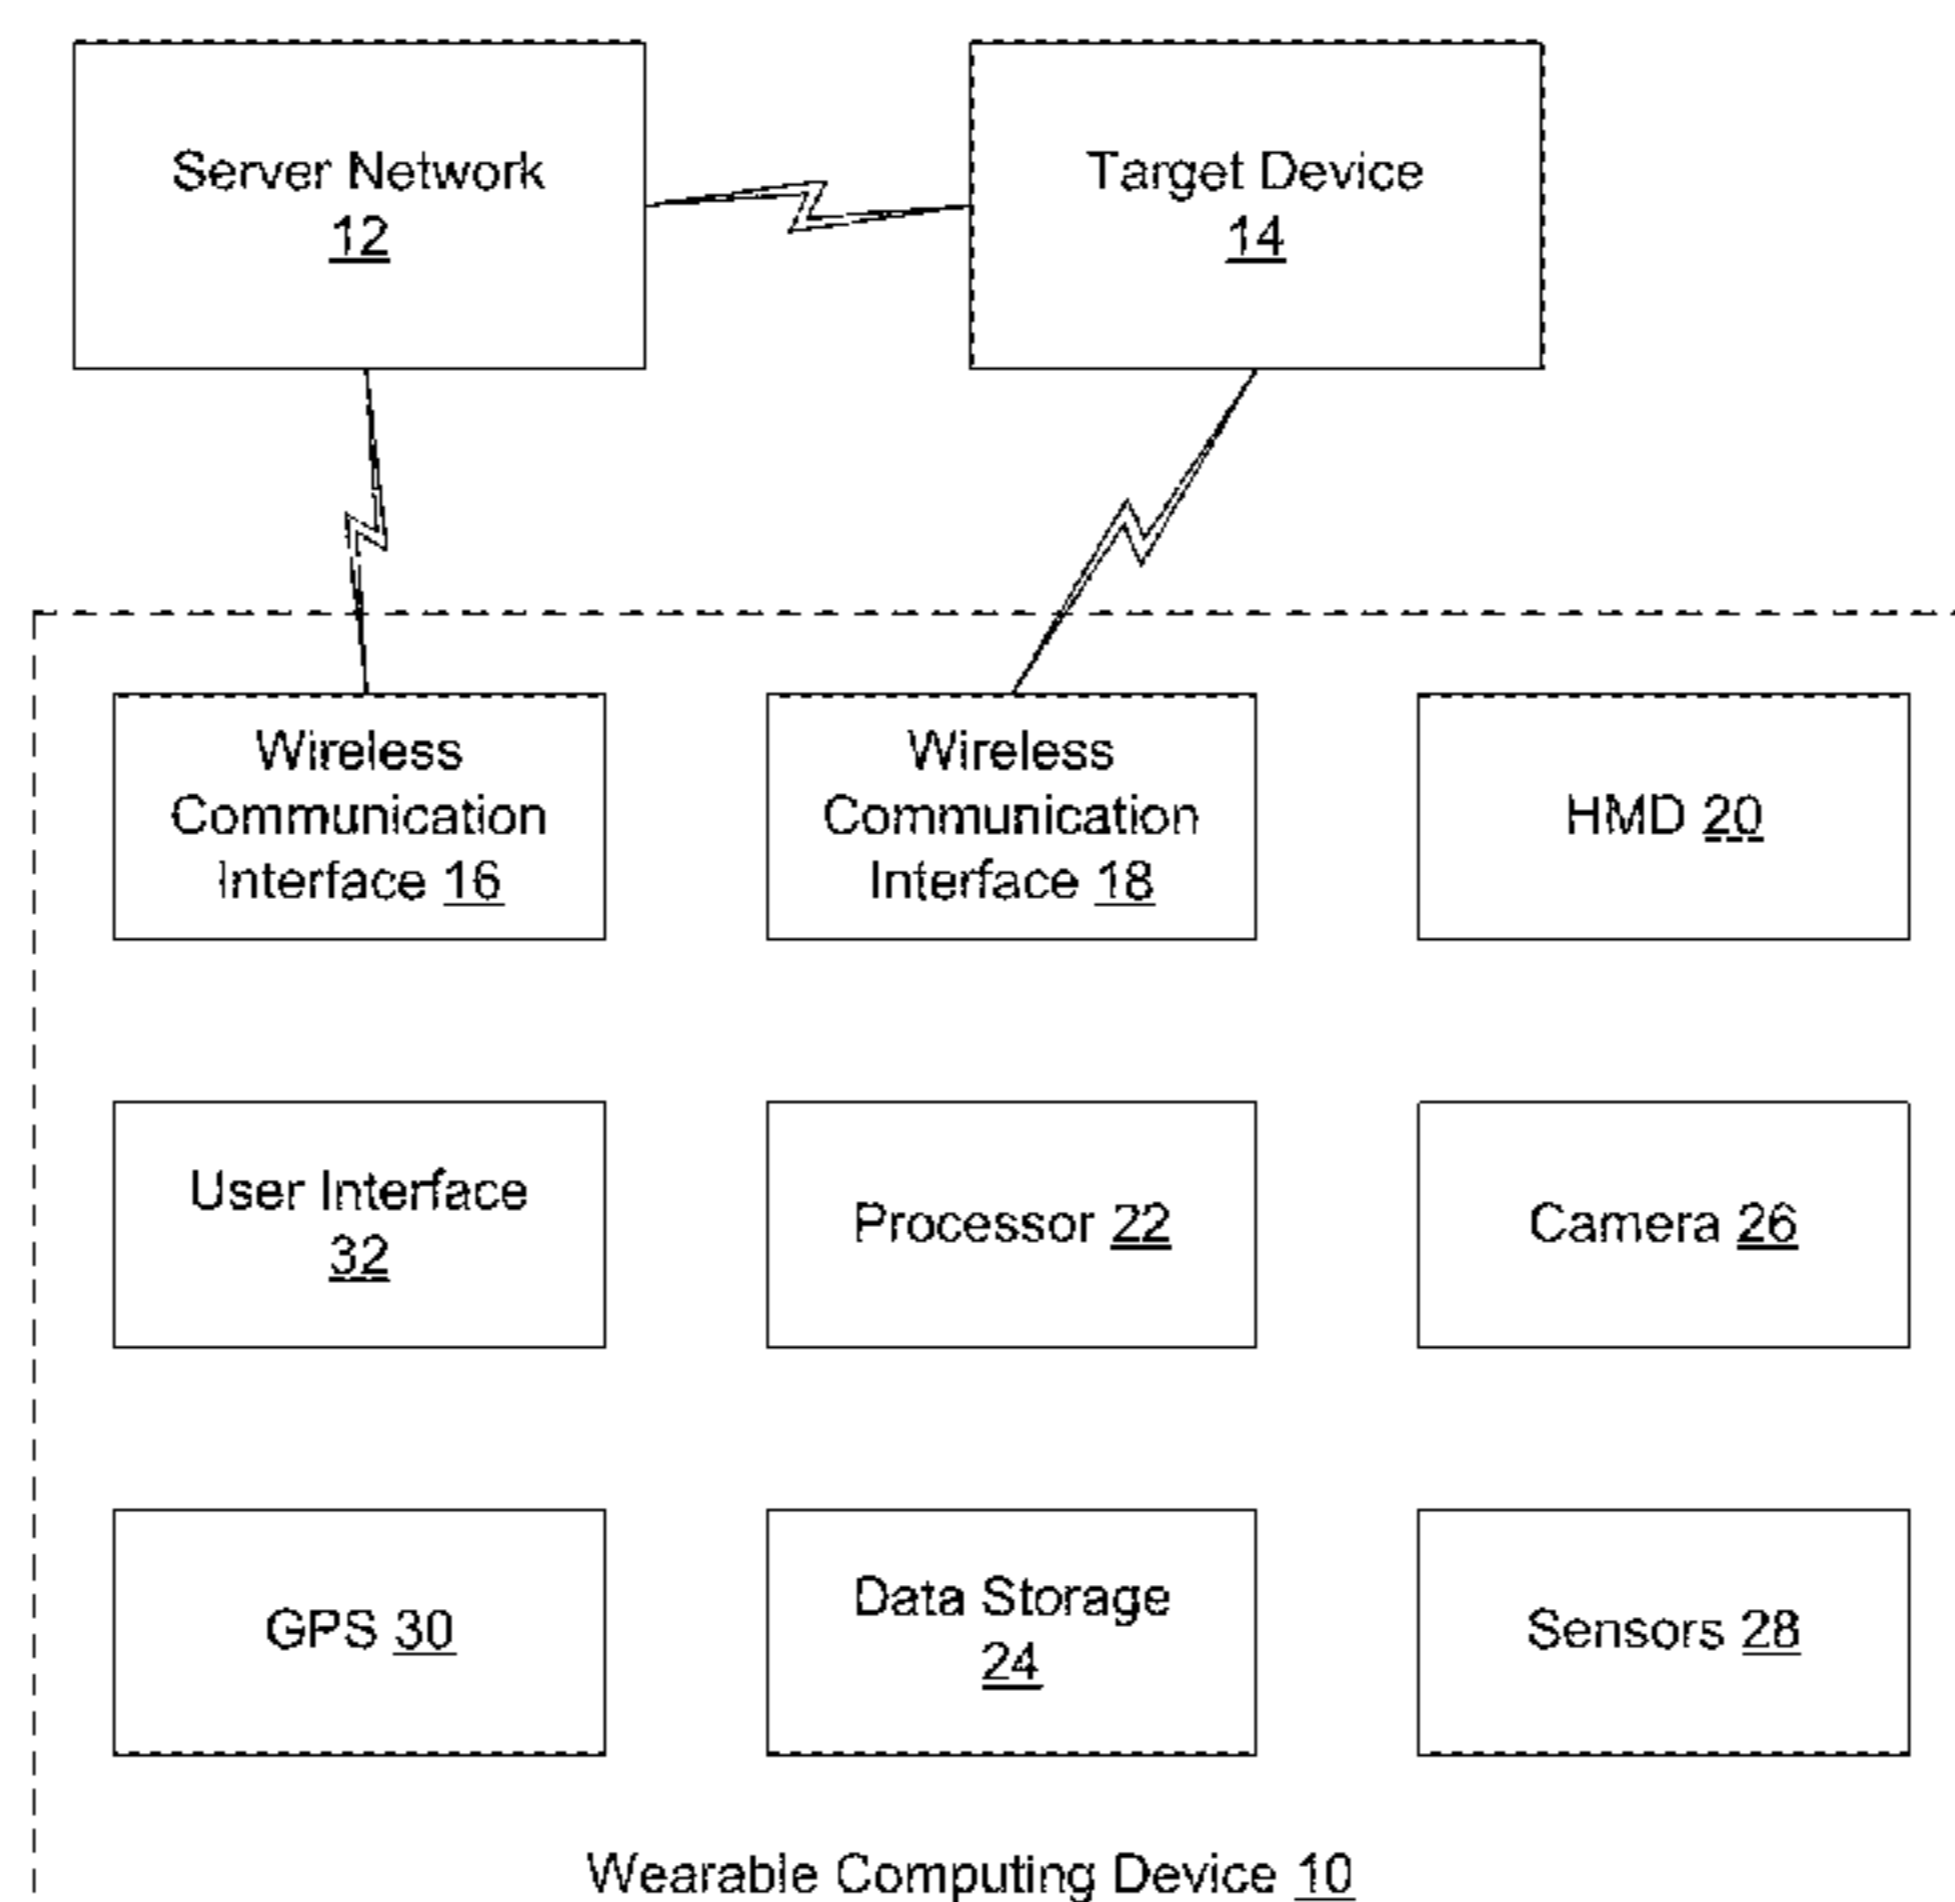 Server Network
12
Target Device
14
Wireless
Communication
Interface 16
Wireless
Communication
Interface 18
HMD 20
User Interface
32
Processor 22
Camera 26
GPS 30
Data Storage
24
Sensors 28
Wearable Computing Device 10